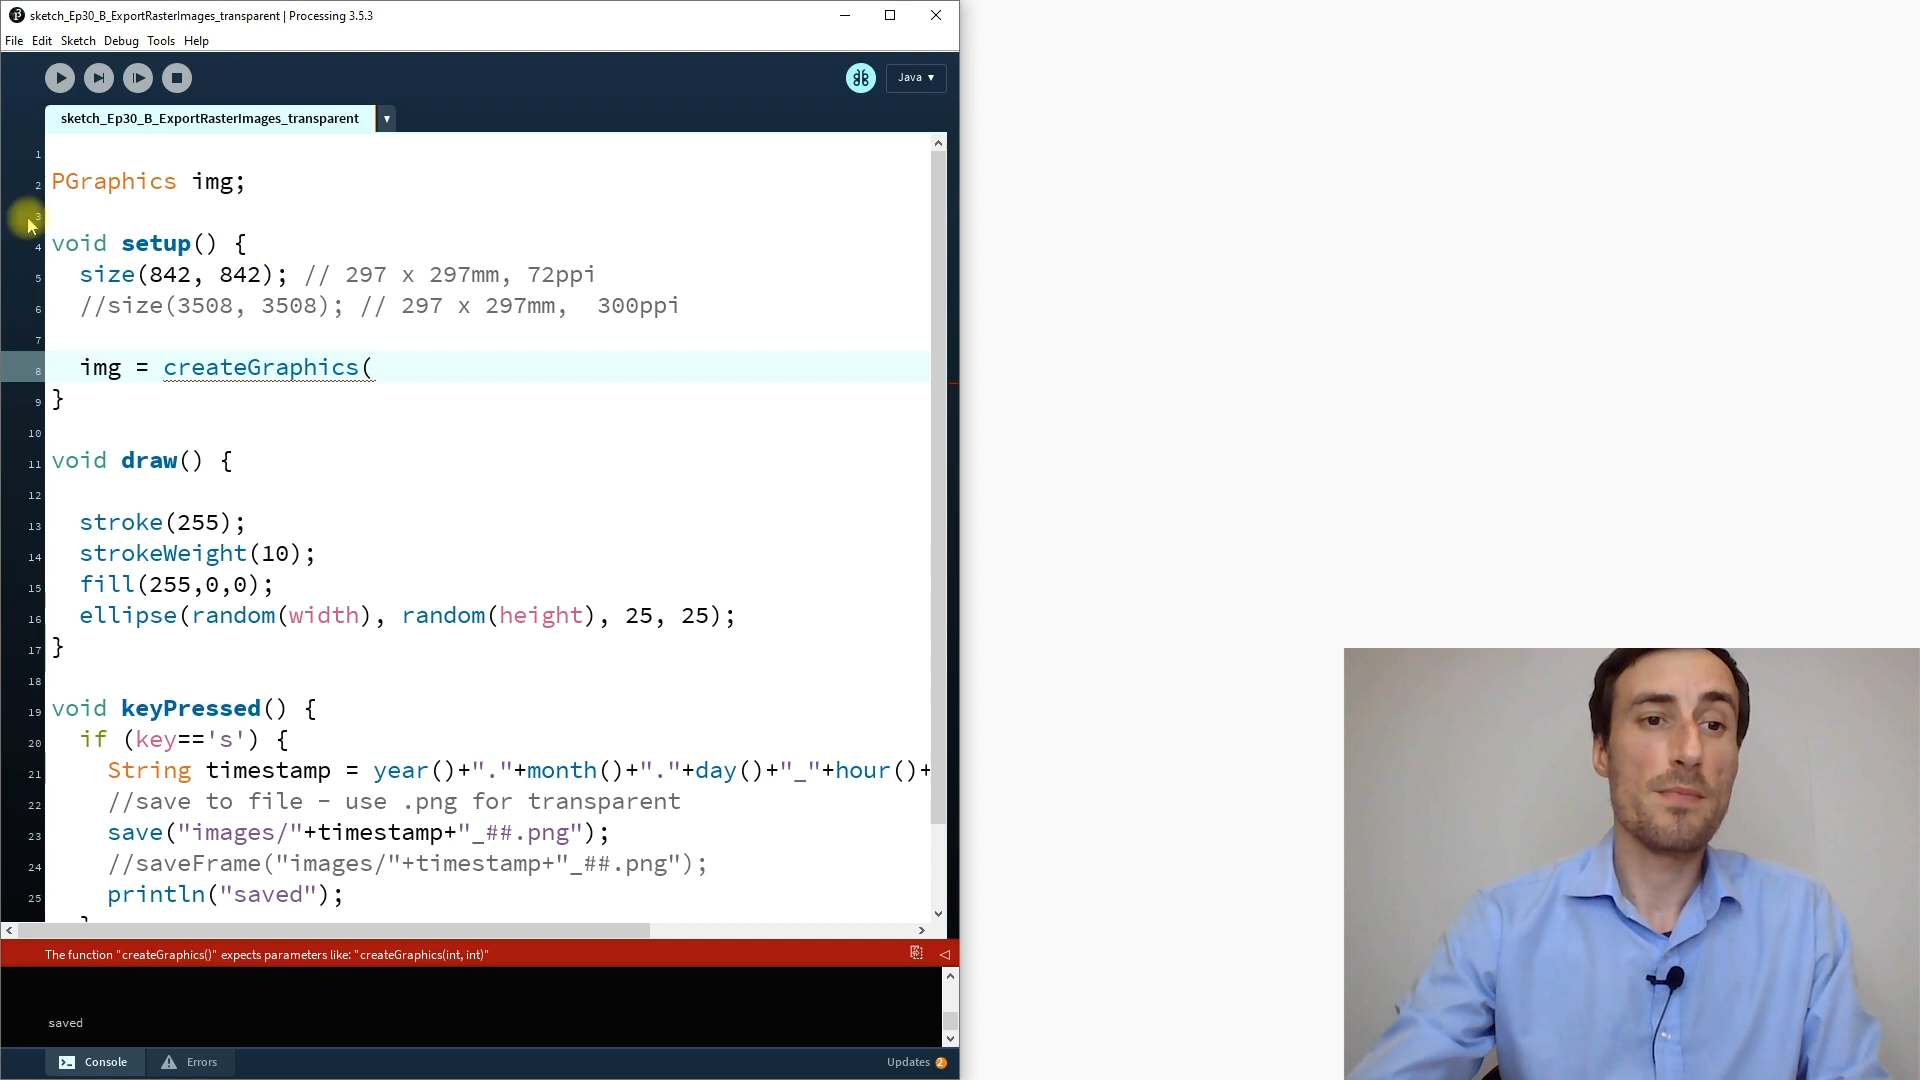 sketch_Ep30_B_ExportRasterImages_transparent | Processing 3.5.3
File Edit Sketch Debug Tools Help
Java ▾
sketch_Ep30_B_ExportRasterImages_transparent ▾
1
2 PGraphics img;
3
4 void setup() {
5 size(842, 842); // 297 x 297mm, 72ppi
6 //size(3508, 3508); // 297 x 297mm,  300ppi
7
8 img = createGraphics(
9 }
10
11 void draw() {
12
13 stroke(255);
14 strokeWeight(10);
15 fill(255,0,0);
16 ellipse(random(width), random(height), 25, 25);
17 }
18
19 void keyPressed() {
20 if (key=='s') {
21 String timestamp = year()+"."+month()+"."+day()+"_"+hour()+
22 //save to file - use .png for transparent
23 save("images/"+timestamp+"_##.png");
24 //saveFrame("images/"+timestamp+"_##.png");
25 println("saved");
The function "createGraphics()" expects parameters like: "createGraphics(int, int)"
saved
Console Errors Updates 2